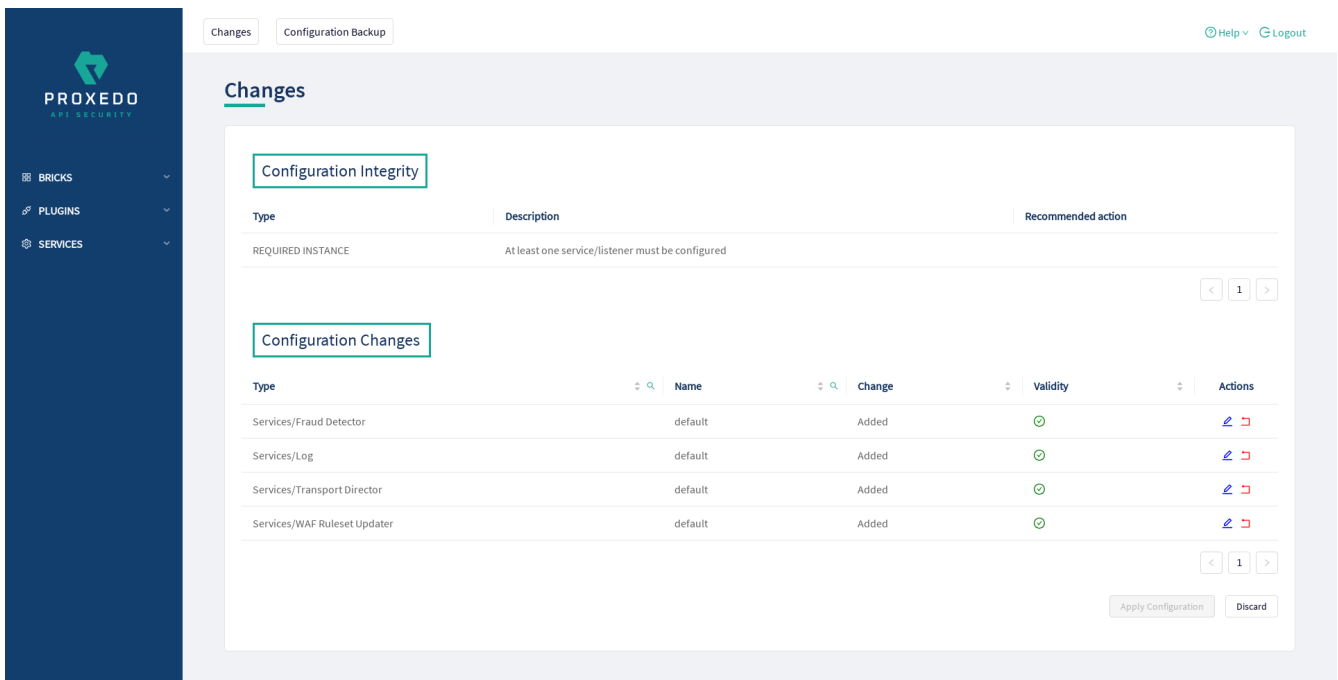 Changes Configuration Backup Help Logout
PROXEDO
API SECURITY
BRICKS
PLUGINS
SERVICES
Changes
Configuration Integrity
Type Description Recommended action
REQUIRED INSTANCE At least one service/listener must be configured
< 1 >
Configuration Changes
Type Name Change Validity Actions
Services/Fraud Detector default Added
Services/Log default Added
Services/Transport Director default Added
Services/WAF Ruleset Updater default Added
< 1 >
Apply Configuration Discard